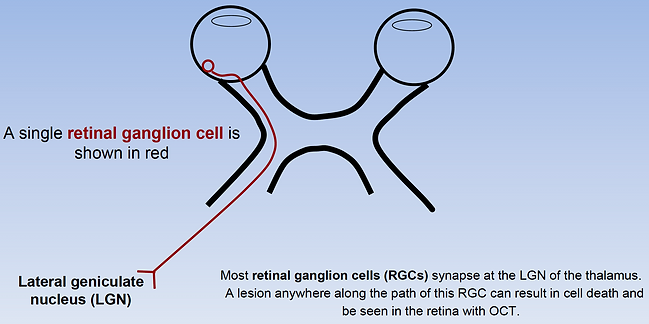 A single retinal ganglion cell is
shown in red
Lateral geniculate
nucleus (LGN)
Most retinal ganglion cells (RGCs) synapse at the LGN of the thalamus.
A lesion anywhere along the path of this RGC can result in cell death and
be seen in the retina with OCT.